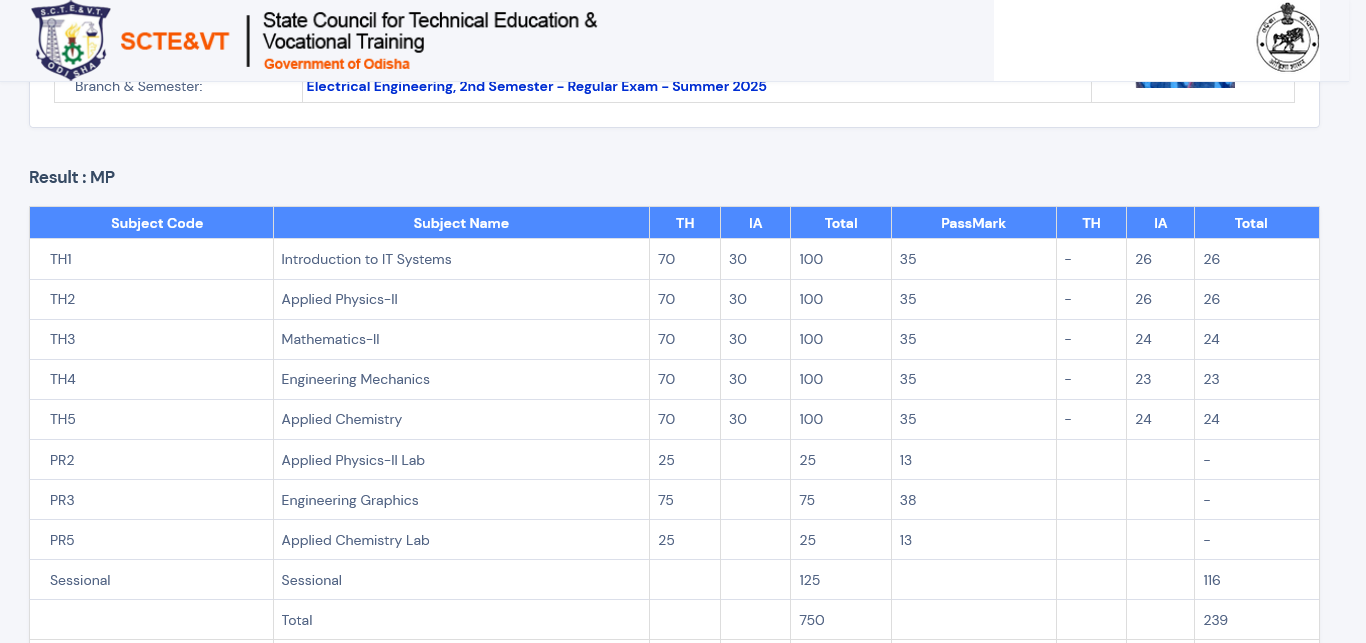 S.C.T.E.&V.T.
ODISHA
SCTE&VT
State Council for Technical Education &
Vocational Training
Government of Odisha
Branch & Semester: Electrical Engineering, 2nd Semester - Regular Exam - Summer 2025
Result : MP
Subject Code Subject Name TH IA Total PassMark TH IA Total
TH1 Introduction to IT Systems 70 30 100 35 - 26 26
TH2 Applied Physics-II 70 30 100 35 - 26 26
TH3 Mathematics-II 70 30 100 35 - 24 24
TH4 Engineering Mechanics 70 30 100 35 - 23 23
TH5 Applied Chemistry 70 30 100 35 - 24 24
PR2 Applied Physics-II Lab 25 25 13 -
PR3 Engineering Graphics 75 75 38 -
PR5 Applied Chemistry Lab 25 25 13 -
Sessional Sessional 125 116
Total 750 239